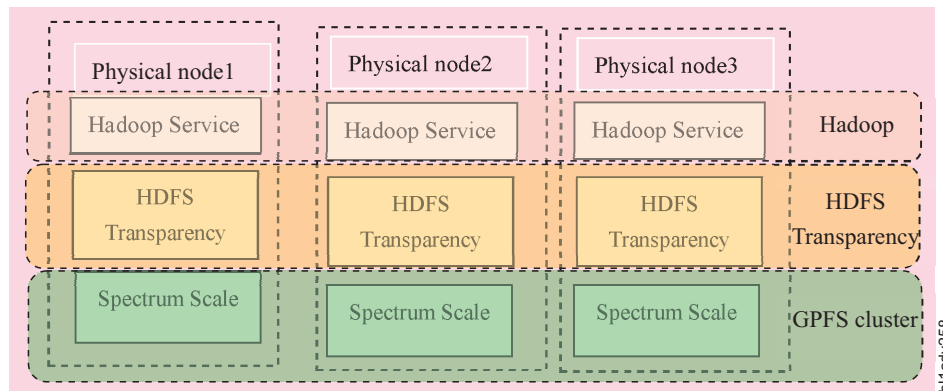 Physical node1
Physical node2
Physical node3
Hadoop Service
Hadoop Service
Hadoop Service
Hadoop
HDFS
Transparency
HDFS
Transparency
HDFS
Transparency
HDFS
Transparency
Spectrum Scale
Spectrum Scale
Spectrum Scale
GPFS cluster